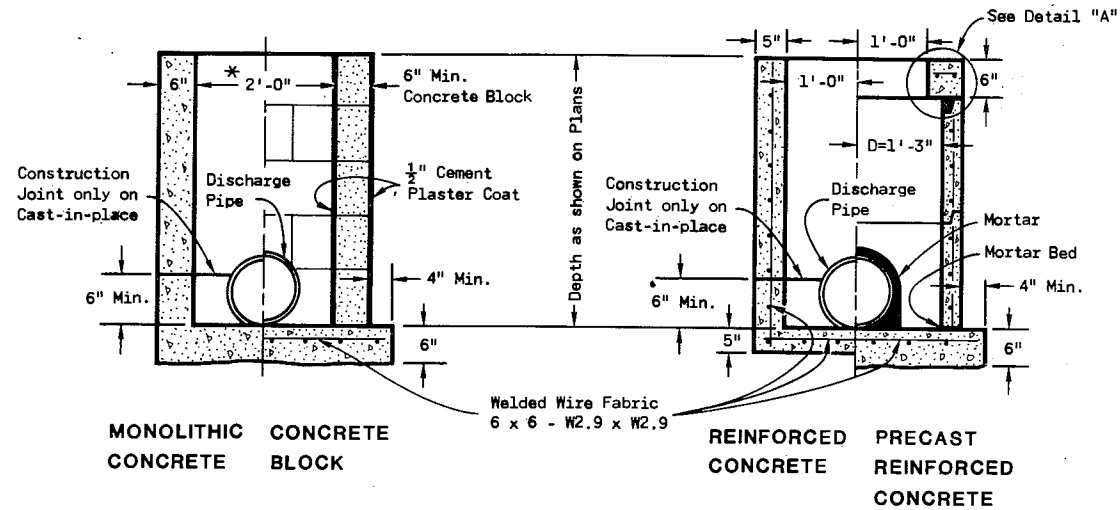 See Detail "A"
5"
1'-0"
6"
* 2'-0"
6" Min.
Concrete Block
1'-0"
6"
D=1'-3"
Depth as shown on Plans
Construction
Joint only on
Cast-in-place
Discharge
Pipe
1/2" Cement
Plaster Coat
Construction
Joint only on
Cast-in-place
Discharge
Pipe
Mortar
Mortar Bed
6" Min.
4" Min.
6" Min.
4" Min.
6"
5"
6"
Welded Wire Fabric
6 x 6 - W2.9 x W2.9
MONOLITHIC
CONCRETE
CONCRETE
BLOCK
REINFORCED
CONCRETE
PRECAST
REINFORCED
CONCRETE